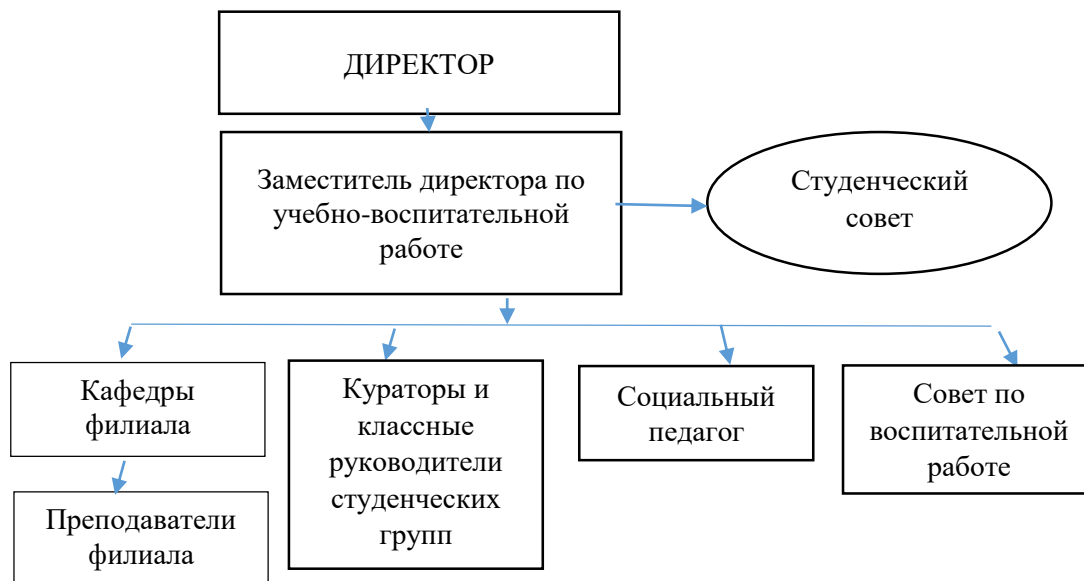 ДИРЕКТОР
Заместитель директора по
учебно-воспитательной
работе
Студенческий
совет
Кафедры
филиала
Кураторы и
классные
руководители
студенческих
групп
Социальный
педагог
Совет по
воспитательной
работе
Преподаватели
филиала